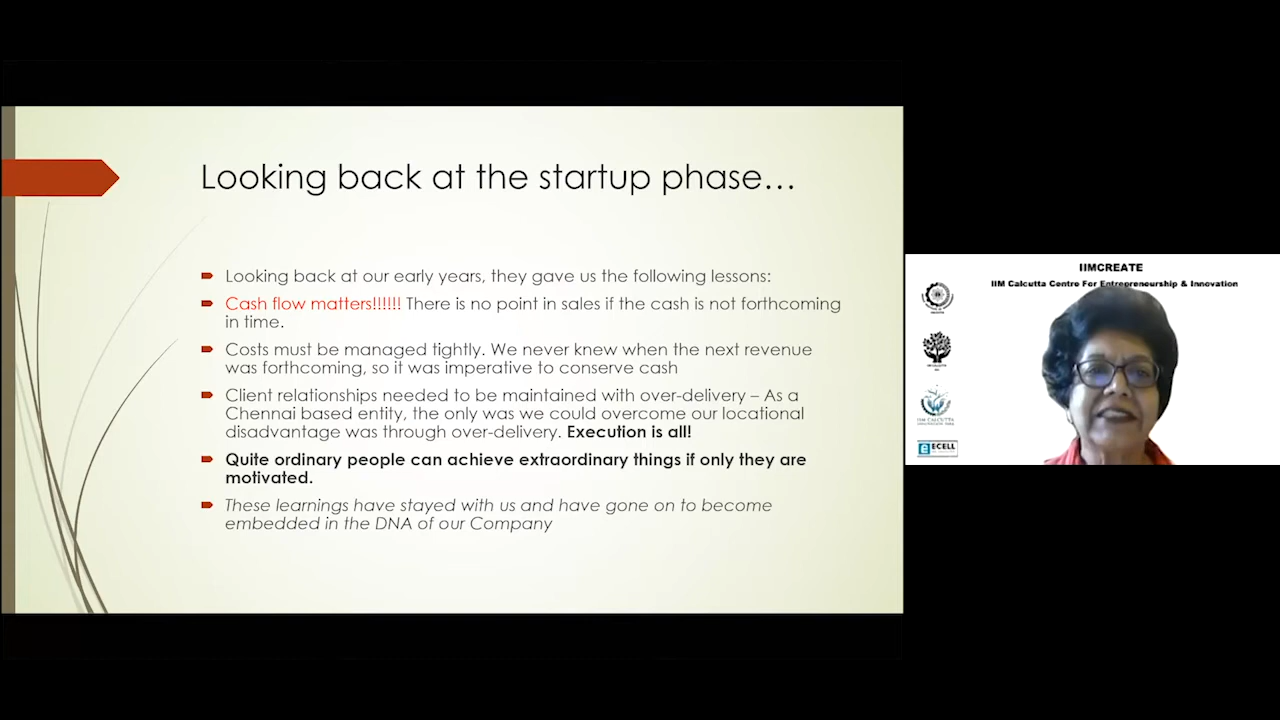 Looking back at the startup phase…
Looking back at our early years, they gave us the following lessons:
Cash flow matters!!!!!! There is no point in sales if the cash is not forthcoming
in time.
Costs must be managed tightly. We never knew when the next revenue
was forthcoming, so it was imperative to conserve cash
Client relationships needed to be maintained with over-delivery – As a
Chennai based entity, the only was we could overcome our locational
disadvantage was through over-delivery. Execution is all!
Quite ordinary people can achieve extraordinary things if only they are
motivated.
These learnings have stayed with us and have gone on to become
embedded in the DNA of our Company
IIMCREATE
IIM Calcutta Centre For Entrepreneurship & Innovation
IIM CALCUTTA
ECELL